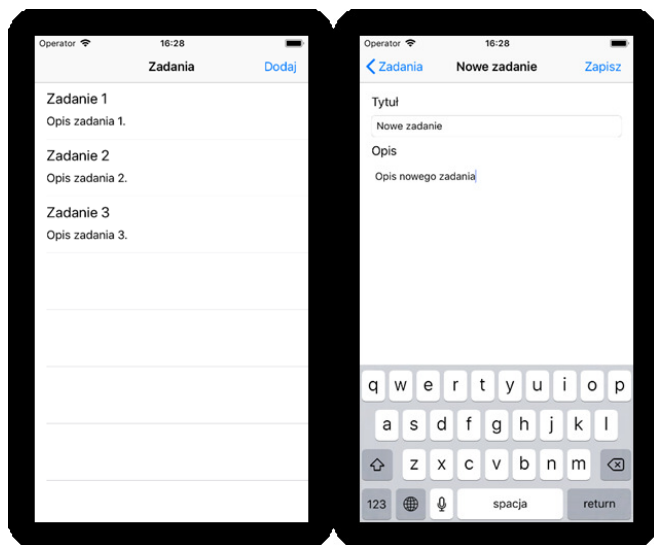 Operator 16:28
Zadania Dodaj
Zadanie 1
Opis zadania 1.
Zadanie 2
Opis zadania 2.
Zadanie 3
Opis zadania 3.
Operator 16:28
Zadania Nowe zadanie Zapisz
Tytuł
Nowe zadanie
Opis
Opis nowego zadania
q w e r t y u i o p
a s d f g h j k l
z x c v b n m
123 spacja return